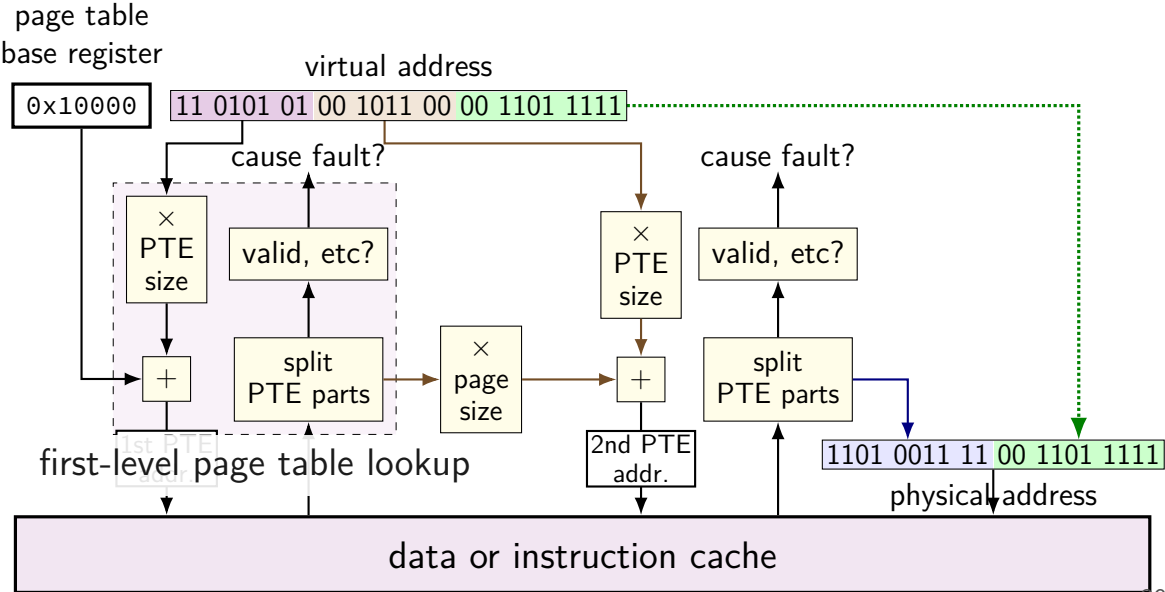 page table
base register
0x10000
virtual address
11 0101 01 00 1011 00 00 1101 1111
cause fault?
cause fault?
×
PTE
size
valid, etc?
×
PTE
size
valid, etc?
+
split
PTE parts
×
page
size
+
split
PTE parts
1st PTE
addr.
first-level page table lookup
2nd PTE
addr.
1101 0011 11 00 1101 1111
physical address
data or instruction cache